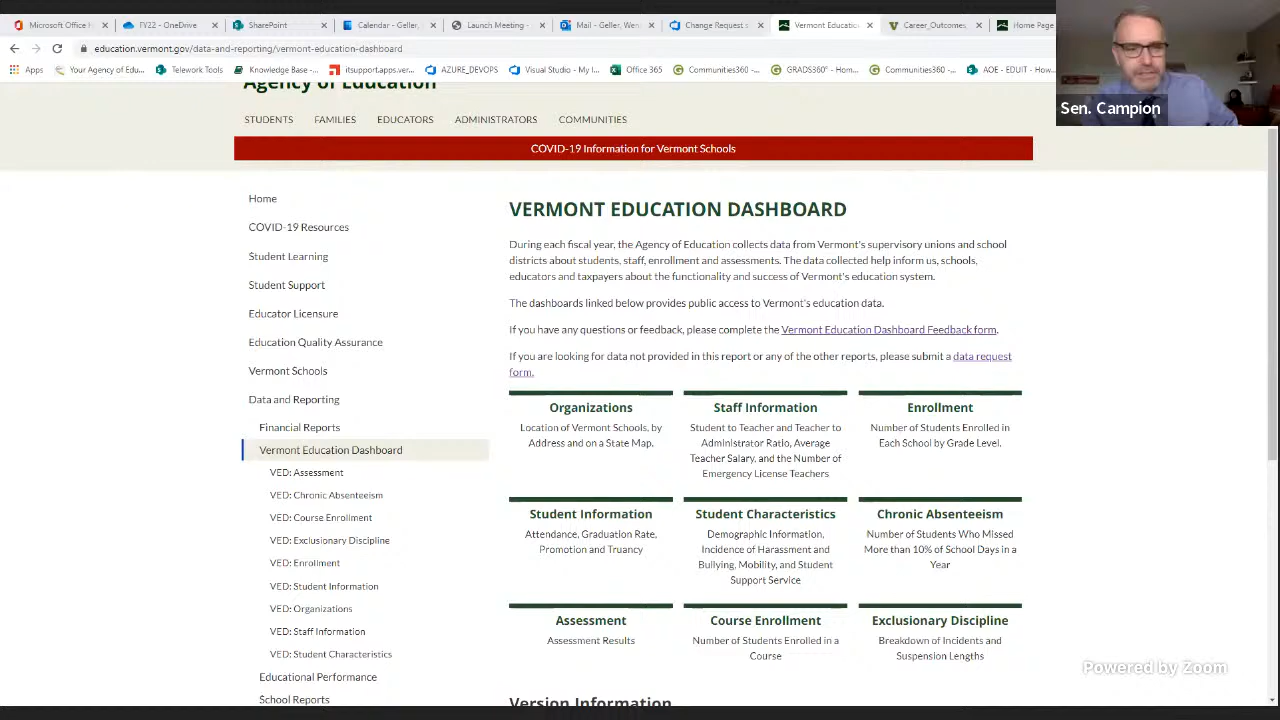 Microsoft Office H
FY22 - OneDrive
SharePoint
Calendar - Geller,
Launch Meeting -
Mail - Geller, Wen
Change Request s
Vermont Educatio
Career_Outcomes
Home Page
education.vermont.gov/data-and-reporting/vermont-education-dashboard
Apps
Your Agency of Edu...
Telework Tools
Knowledge Base -...
itsupport.apps.ver...
AZURE_DEVOPS
Visual Studio - My I...
Office 365
Communities360 -...
GRADS360° - Hom...
Communities360 -...
AOE - EDUIT - How...
Sen. Campion
Agency of Education
STUDENTS FAMILIES EDUCATORS ADMINISTRATORS COMMUNITIES
COVID-19 Information for Vermont Schools
Home
COVID-19 Resources
Student Learning
Student Support
Educator Licensure
Education Quality Assurance
Vermont Schools
Data and Reporting
Financial Reports
Vermont Education Dashboard
VED: Assessment
VED: Chronic Absenteeism
VED: Course Enrollment
VED: Exclusionary Discipline
VED: Enrollment
VED: Student Information
VED: Organizations
VED: Staff Information
VED: Student Characteristics
Educational Performance
School Reports
VERMONT EDUCATION DASHBOARD
During each fiscal year, the Agency of Education collects data from Vermont's supervisory unions and school
districts about students, staff, enrollment and assessments. The data collected help inform us, schools,
educators and taxpayers about the functionality and success of Vermont's education system.
The dashboards linked below provides public access to Vermont's education data.
If you have any questions or feedback, please complete the Vermont Education Dashboard Feedback form.
If you are looking for data not provided in this report or any of the other reports, please submit a data request
form.
Organizations
Location of Vermont Schools, by
Address and on a State Map.
Staff Information
Student to Teacher and Teacher to
Administrator Ratio, Average
Teacher Salary, and the Number of
Emergency License Teachers
Enrollment
Number of Students Enrolled in
Each School by Grade Level.
Student Information
Attendance, Graduation Rate,
Promotion and Truancy
Student Characteristics
Demographic Information,
Incidence of Harassment and
Bullying, Mobility, and Student
Support Service
Chronic Absenteeism
Number of Students Who Missed
More than 10% of School Days in a
Year
Assessment
Assessment Results
Course Enrollment
Number of Students Enrolled in a
Course
Exclusionary Discipline
Breakdown of Incidents and
Suspension Lengths
Version Information
Powered by Zoom